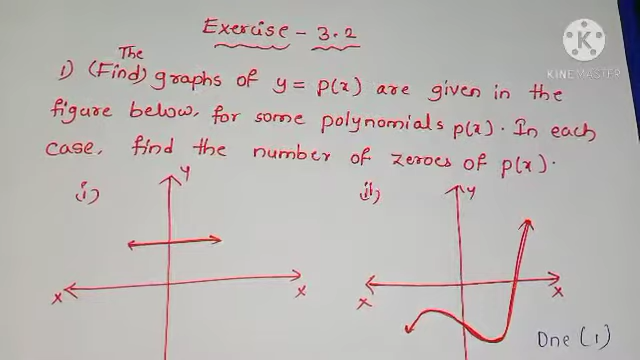 Exercise - 3.2
The
1) (Find) graphs of y = p(x) are given in the
figure below, for some polynomials p(x). In each
case, find the number of zeroes of p(x).
i)
y
x
x
ii)
y
x
x
One (1)
K
KINEMASTER